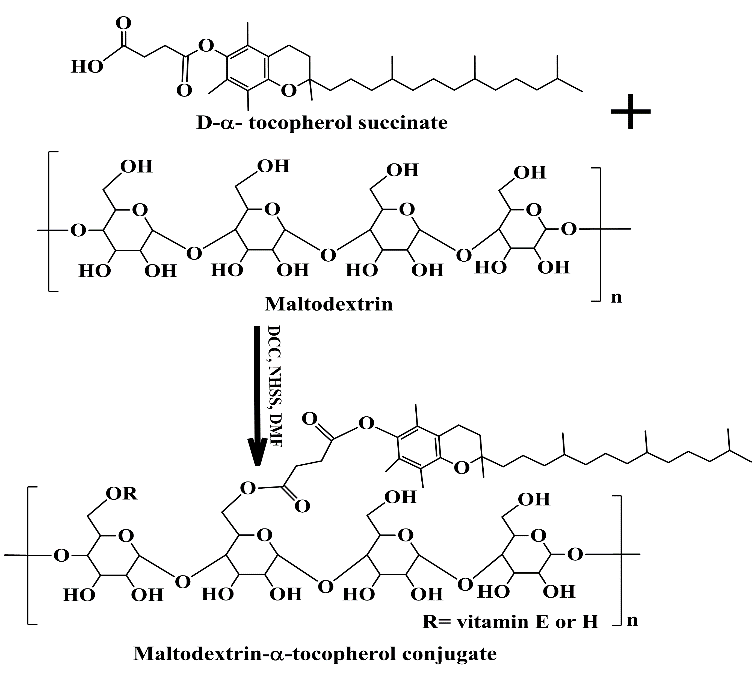 O
HO
O
O
O
D-α- tocopherol succinate
+
OH
OH
OH
OH
O
O
O
O
O
O
O
O
O
HO
OH
HO
OH
HO
OH
HO
OH
n
Maltodextrin
DCC, NHSS, DMF
O
O
O
O
O
OR
OH
OH
O
O
O
O
O
O
O
O
O
HO
OH
HO
OH
HO
OH
HO
OH
R= vitamin E or H
n
Maltodextrin-α-tocopherol conjugate